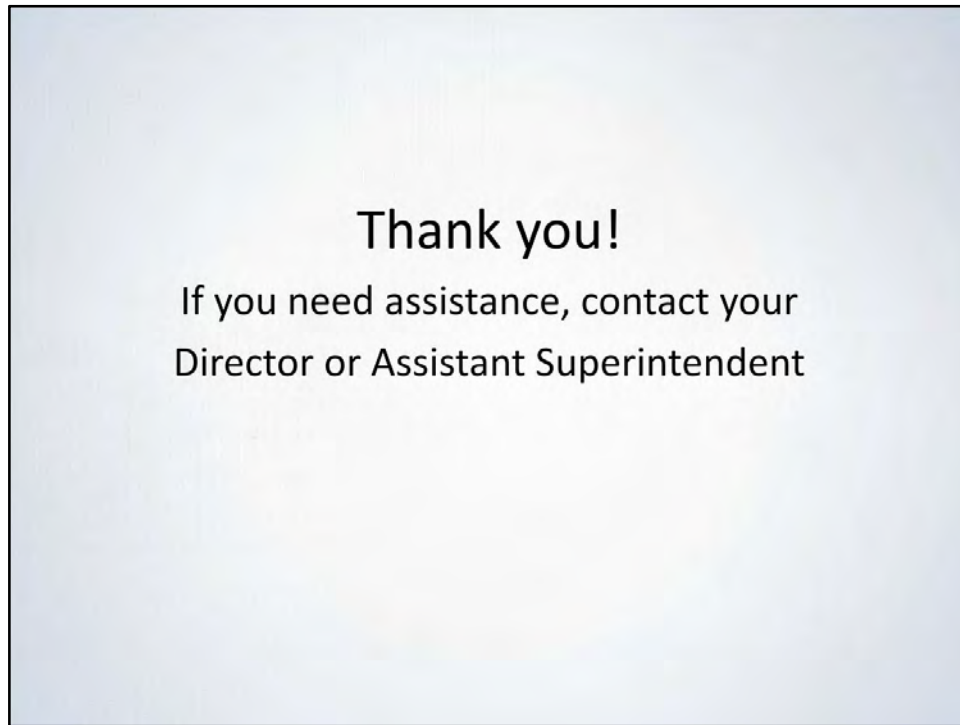 Thank you!
If you need assistance, contact your
Director or Assistant Superintendent